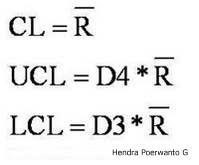 CL = R̅
UCL = D4 * R̅
LCL = D3 * R̅
Hendra Poerwanto G